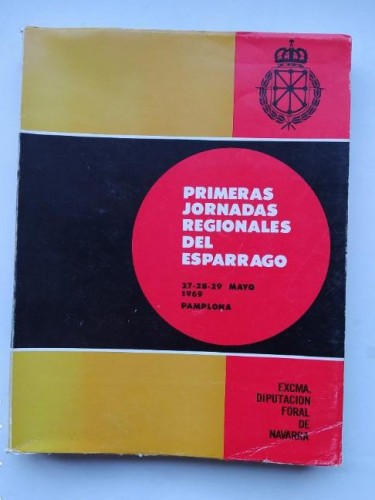 PRIMERAS
JORNADAS
REGIONALES
DEL
ESPARRAGO
27-28-29 MAYO
1969
PAMPLONA
EXCMA.
DIPUTACION
FORAL
DE
NAVARRA